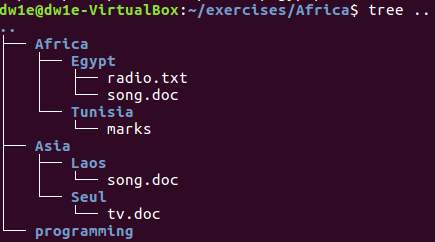 dw1e@dw1e-VirtualBox:~/exercises/Africa$ tree ..
..
├── Africa
│   ├── Egypt
│   │   ├── radio.txt
│   │   └── song.doc
│   └── Tunisia
│       └── marks
├── Asia
│   ├── Laos
│   │   └── song.doc
│   └── Seul
│       └── tv.doc
└── programming